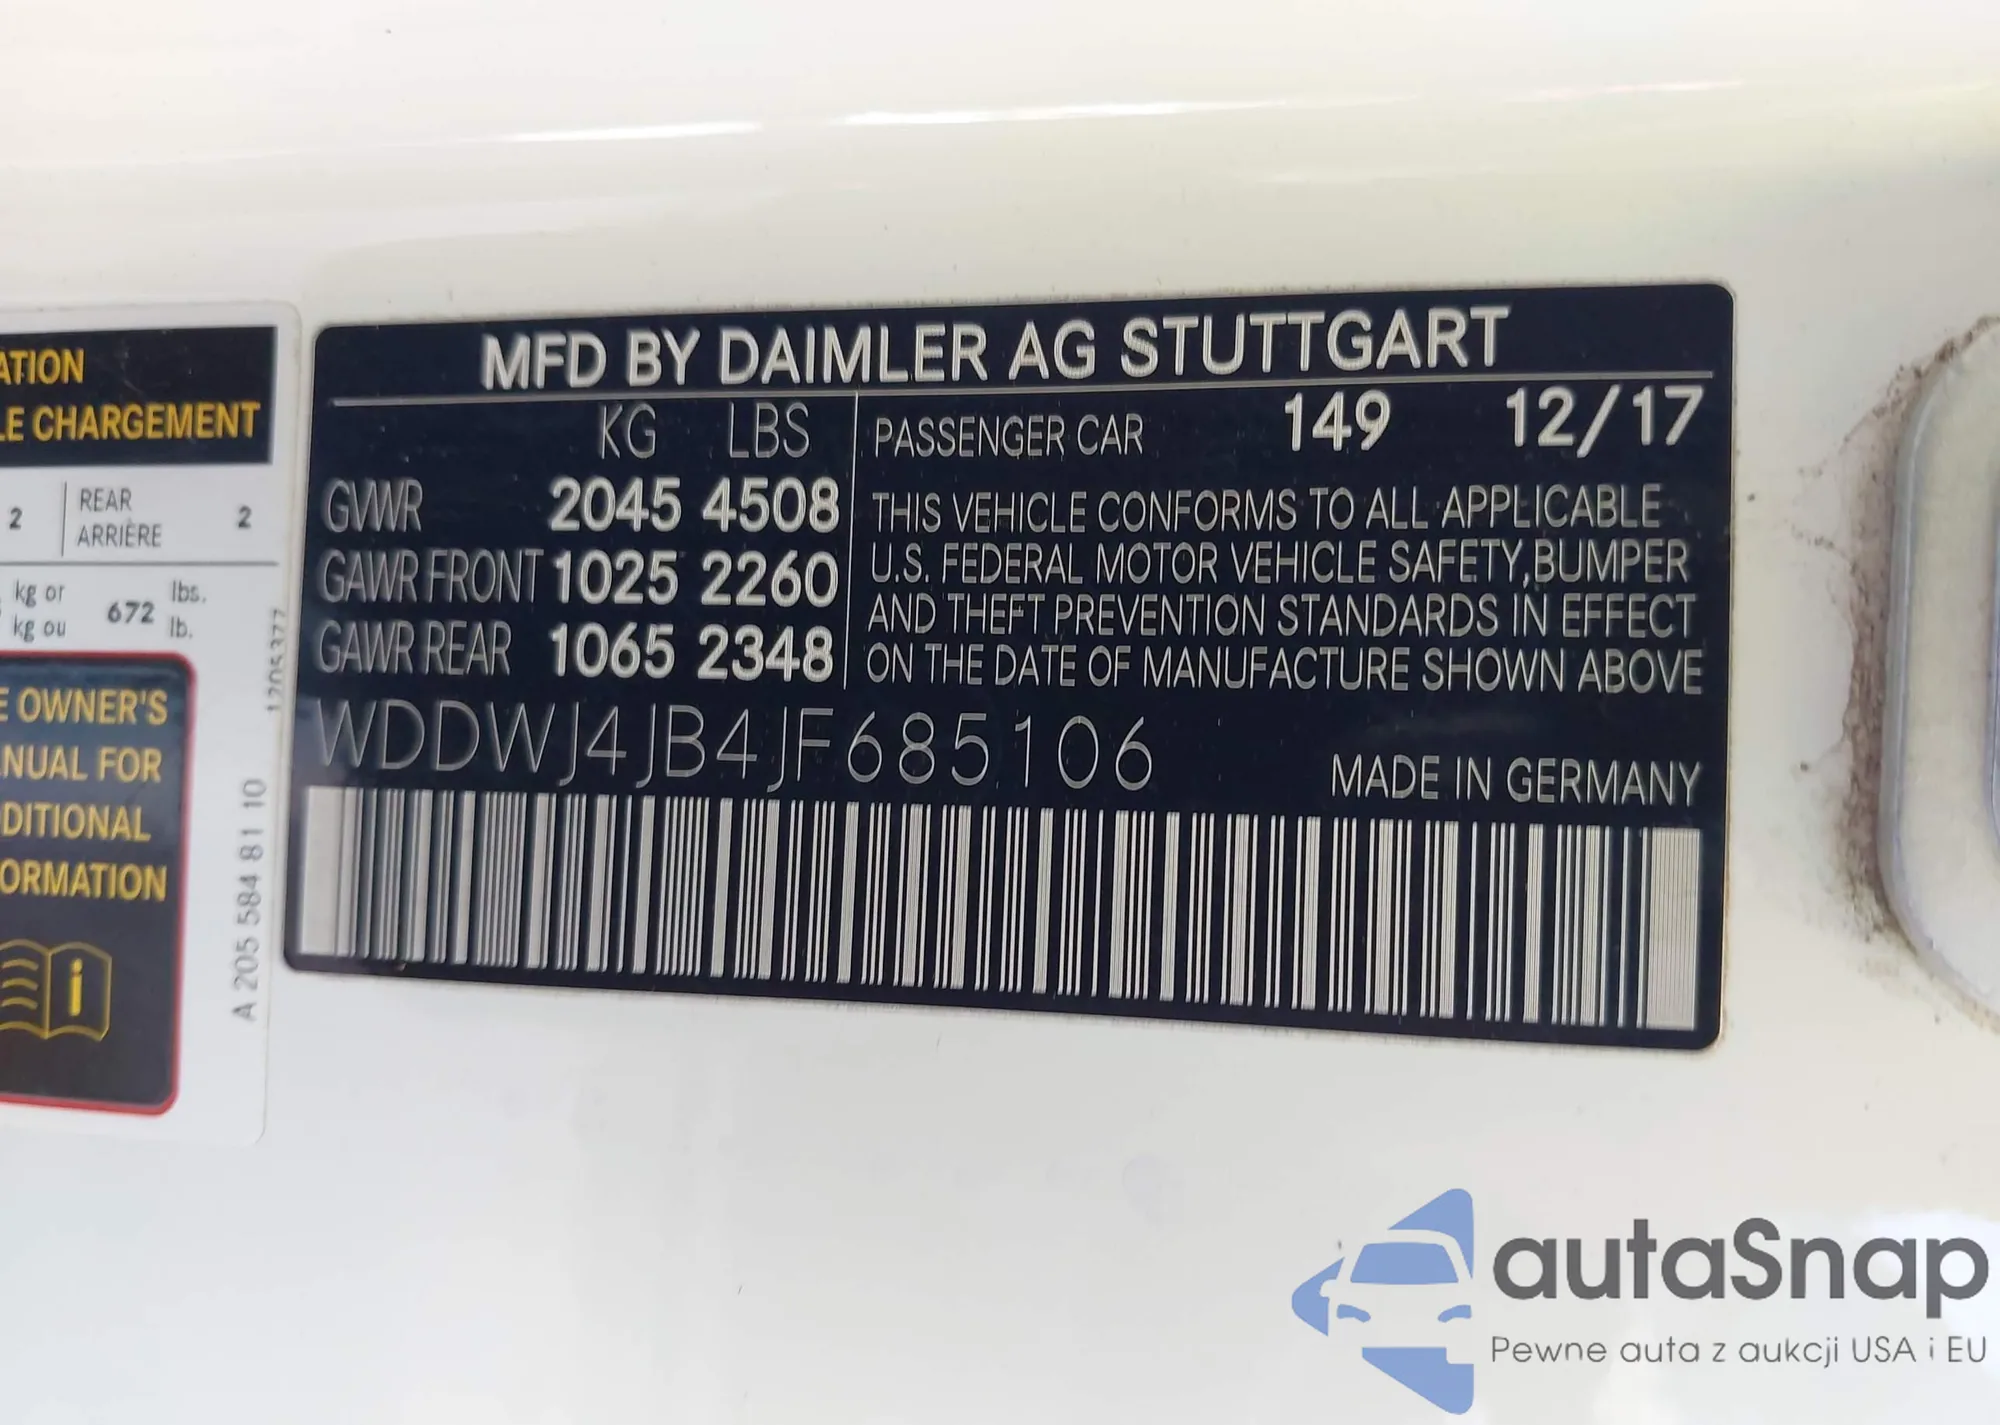 ATION
LE CHARGEMENT
2 REAR 2
ARRIÈRE
kg or 672 lbs.
kg ou lb.
E OWNER'S
NUAL FOR
DITIONAL
ORMATION
i
A 205 584 81 10
MFD BY DAIMLER AG STUTTGART
KG LBS
GVWR 2045 4508
GAWR FRONT 1025 2260
GAWR REAR 1065 2348
PASSENGER CAR 149 12/17
THIS VEHICLE CONFORMS TO ALL APPLICABLE
U.S. FEDERAL MOTOR VEHICLE SAFETY, BUMPER
AND THEFT PREVENTION STANDARDS IN EFFECT
ON THE DATE OF MANUFACTURE SHOWN ABOVE
WDDWJ4JB4JF685106
MADE IN GERMANY
autaSnap
Pewne auta z aukcji USA i EU